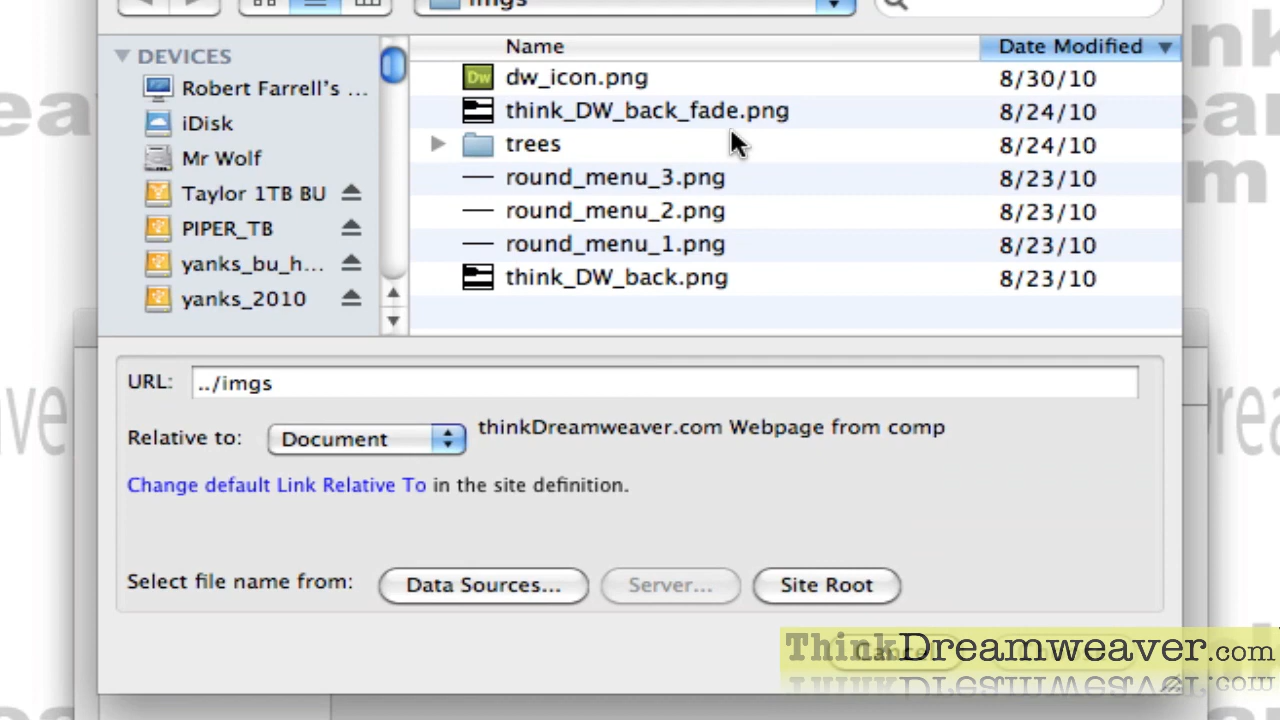 imgs
DEVICES
Robert Farrell's ...
iDisk
Mr Wolf
Taylor 1TB BU
PIPER_TB
yanks_bu_h...
yanks_2010
Name Date Modified
dw_icon.png 8/30/10
think_DW_back_fade.png 8/24/10
trees 8/24/10
round_menu_3.png 8/23/10
round_menu_2.png 8/23/10
round_menu_1.png 8/23/10
think_DW_back.png 8/23/10
URL: ../imgs
Relative to: Document thinkDreamweaver.com Webpage from comp
Change default Link Relative To in the site definition.
Select file name from: Data Sources... Server... Site Root
Cancel
ThinkDreamweaver.com